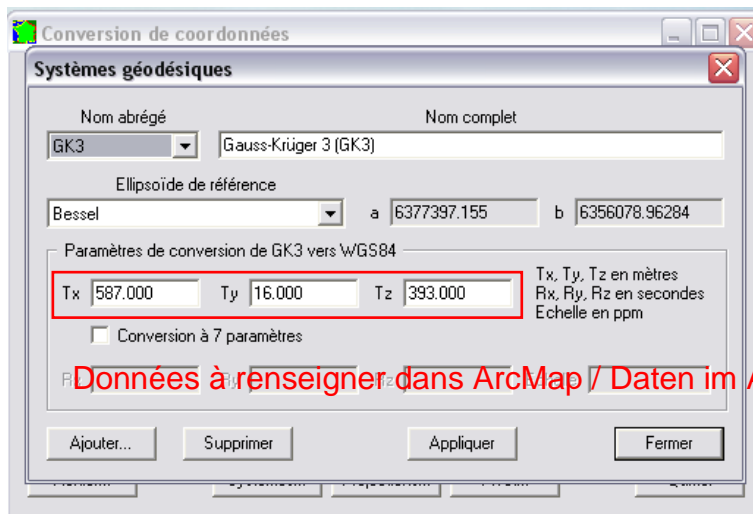 Conversion de coordonnées
Systèmes géodésiques
Nom abrégé Nom complet
GK3 Gauss-Krüger 3 (GK3)
Ellipsoïde de référence
Bessel a 6377397.155 b 6356078.96284
Paramètres de conversion de GK3 vers WGS84
Tx 587.000 Ty 16.000 Tz 393.000
Tx, Ty, Tz en mètres
Rx, Ry, Rz en secondes
Echelle en ppm
Conversion à 7 paramètres
Données à renseigner dans ArcMap / Daten im A
Ajouter... Supprimer Appliquer Fermer